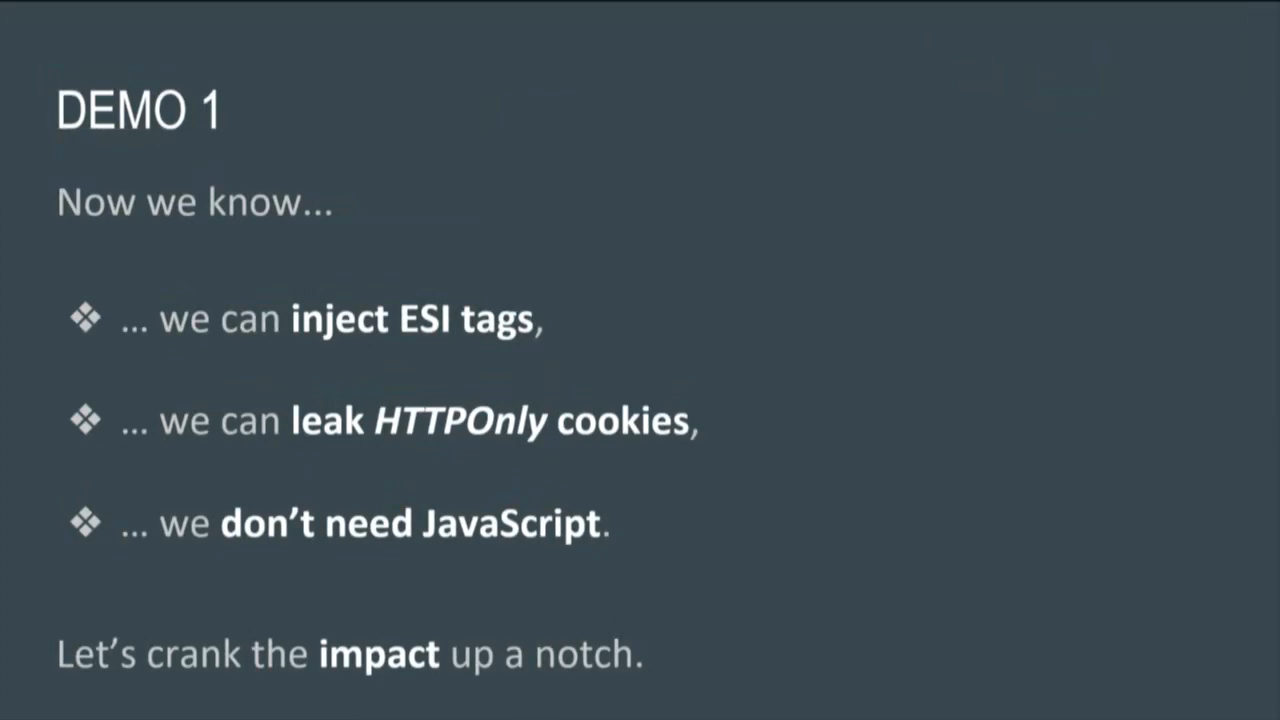 DEMO 1
Now we know...
❖ ... we can inject ESI tags,
❖ ... we can leak HTTPOnly cookies,
❖ ... we don’t need JavaScript.
Let’s crank the impact up a notch.